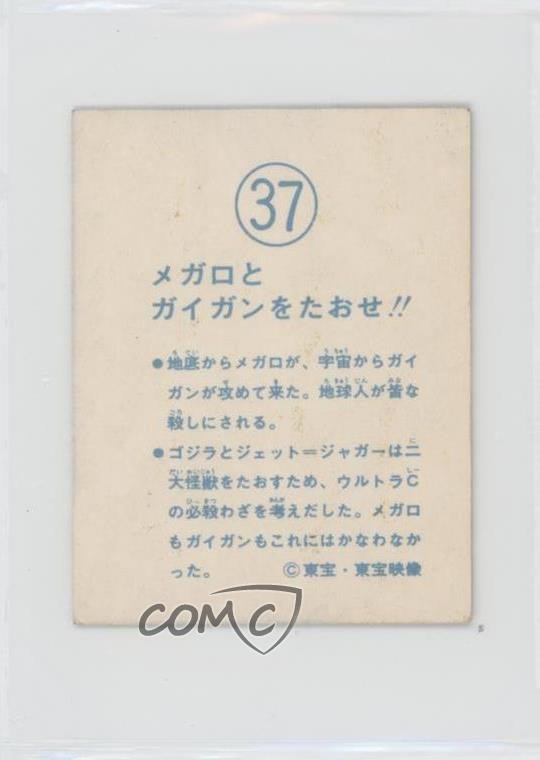 37
メガロと
ガイガンをたおせ!!
●地底からメガロが、宇宙からガイ
ガンが攻めて来た。地球人が皆な
殺しにされる。
●ゴジラとジェット=ジャガーは二
大怪獣をたおすため、ウルトラC
の必殺わざを考えだした。メガロ
もガイガンもこれにはかなわなか
った。 ©東宝・東宝映像
COMC